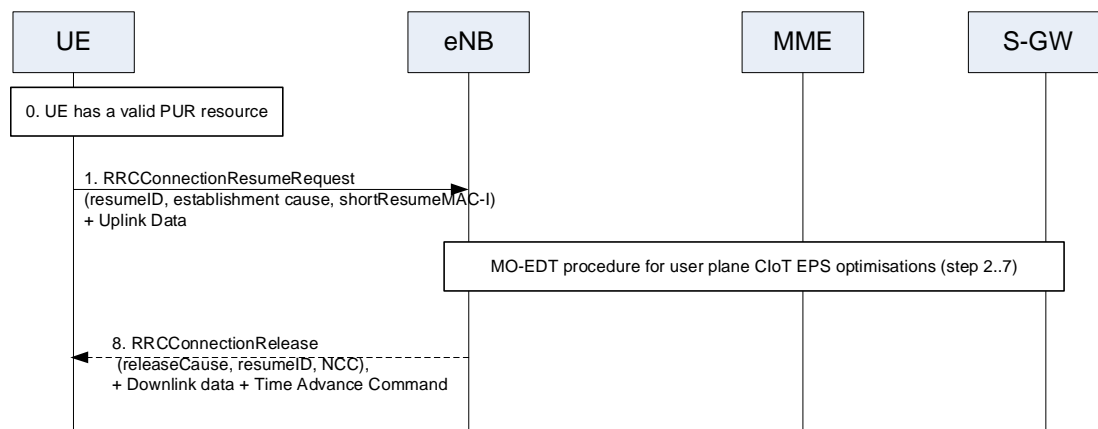 UE
eNB
MME
S-GW
0. UE has a valid PUR resource
1. RRCConnectionResumeRequest
(resumeID, establishment cause, shortResumeMAC-I)
+ Uplink Data
MO-EDT procedure for user plane CIoT EPS optimisations (step 2..7)
8. RRCConnectionRelease
(releaseCause, resumeID, NCC),
+ Downlink data + Time Advance Command